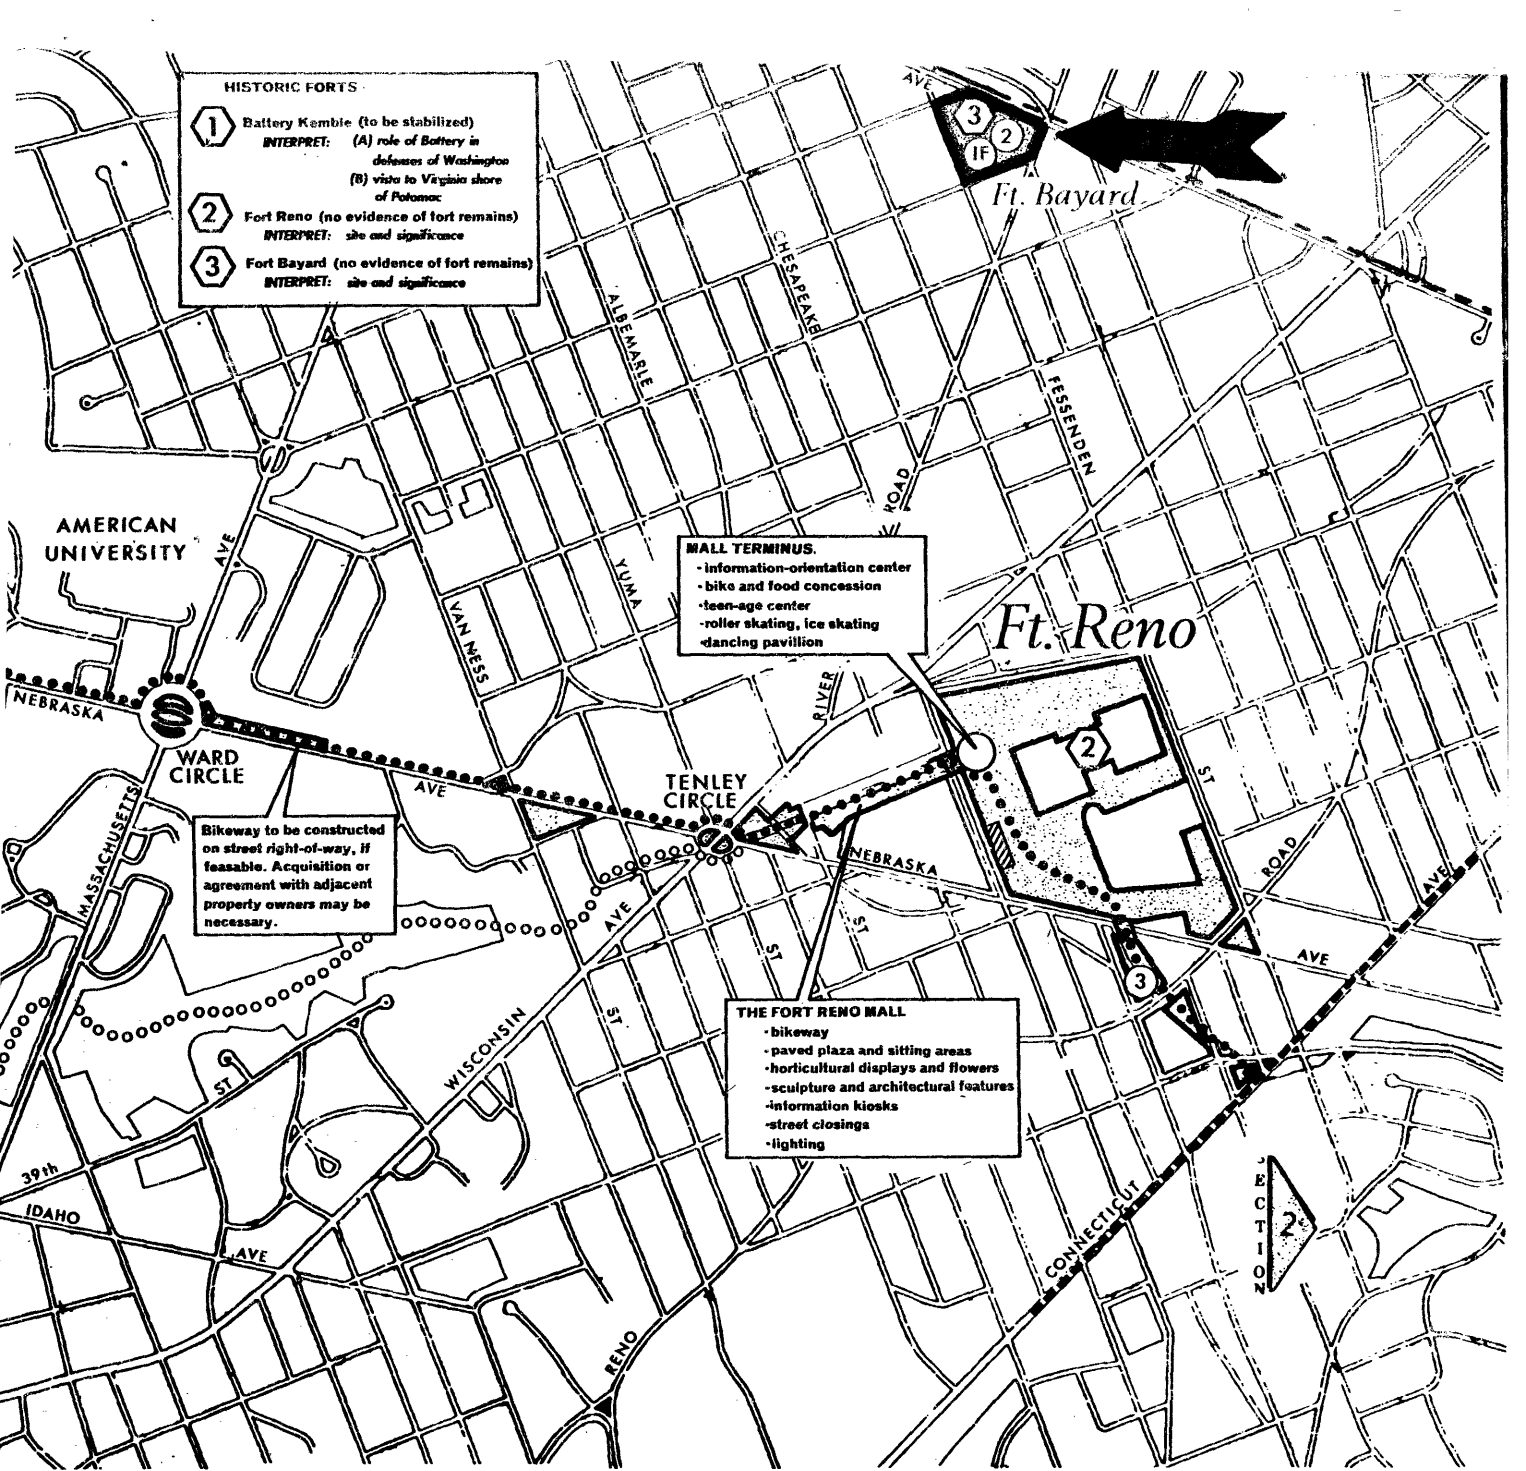 HISTORIC FORTS
1
Battery Kemble (to be stabilized)
INTERPRET: (A) role of Battery in
defenses of Washington
(B) vista to Virginia shore
of Potomac
2
Fort Reno (no evidence of fort remains)
INTERPRET: site and significance
3
Fort Bayard (no evidence of fort remains)
INTERPRET: site and significance
AVE
3
2
IF
Ft. Bayard
CHESAPEAKE
ALBEMARLE
FESSENDEN
ROAD
AMERICAN
UNIVERSITY
AVE
YUMA
VAN NESS
MALL TERMINUS.
- information-orientation center
- bike and food concession
-teen-age center
-roller skating, ice skating
-dancing pavillion
Ft. Reno
RIVER
2
NEBRASKA
WARD
CIRCLE
AVE
TENLEY
CIRCLE
ST
MASSACHUSETTS
Bikeway to be constructed
on street right-of-way, if
feasable. Acquisition or
agreement with adjacent
property owners may be
necessary.
NEBRASKA
ROAD
AVE
AVE
ST
ST
AVE
3
ST
WISCONSIN
THE FORT RENO MALL
-bikeway
-paved plaza and sitting areas
-horticultural displays and flowers
-sculpture and architectural features
-information kiosks
-street closings
-lighting
ST
39th
IDAHO
AVE
CONNECTICUT
ECTION
2
RENO